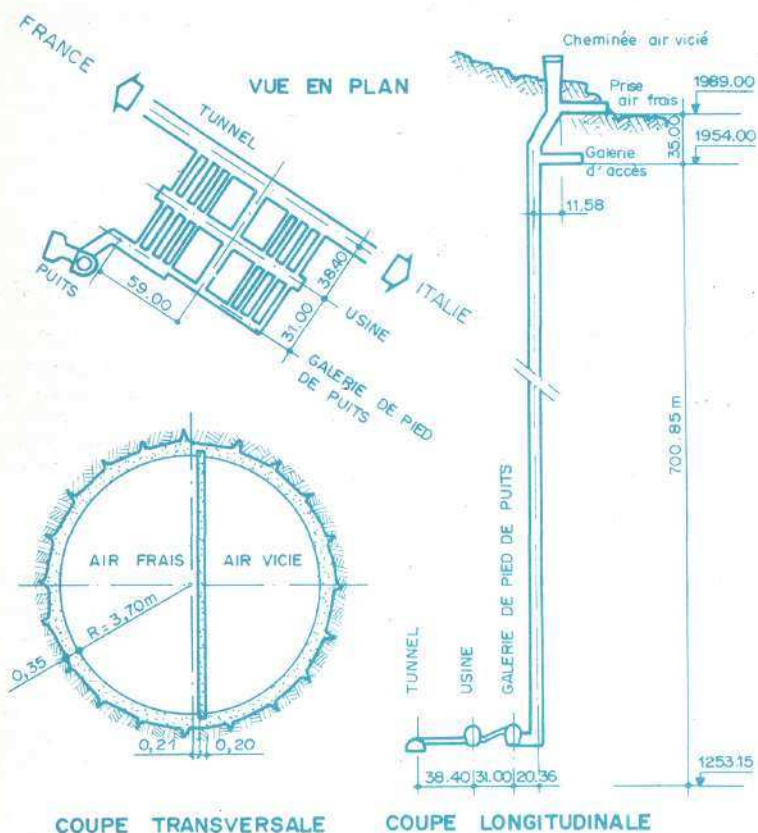 FRANCE
VUE EN PLAN
TUNNEL
PUITS
59.00
38.40
31.00
ITALIE
USINE
GALERIE DE PIED
DE PUITS
Cheminée air vicié
Prise
air frais
1989.00
35.00
1954.00
Galerie
d'accès
11,58
700.85m
AIR FRAIS
AIR VICIE
R=3,70m
0,35
0,21
0,20
TUNNEL
USINE
GALERIE DE PIED DE PUITS
38.40
31.00
20.36
1253.15
COUPE TRANSVERSALE
COUPE LONGITUDINALE